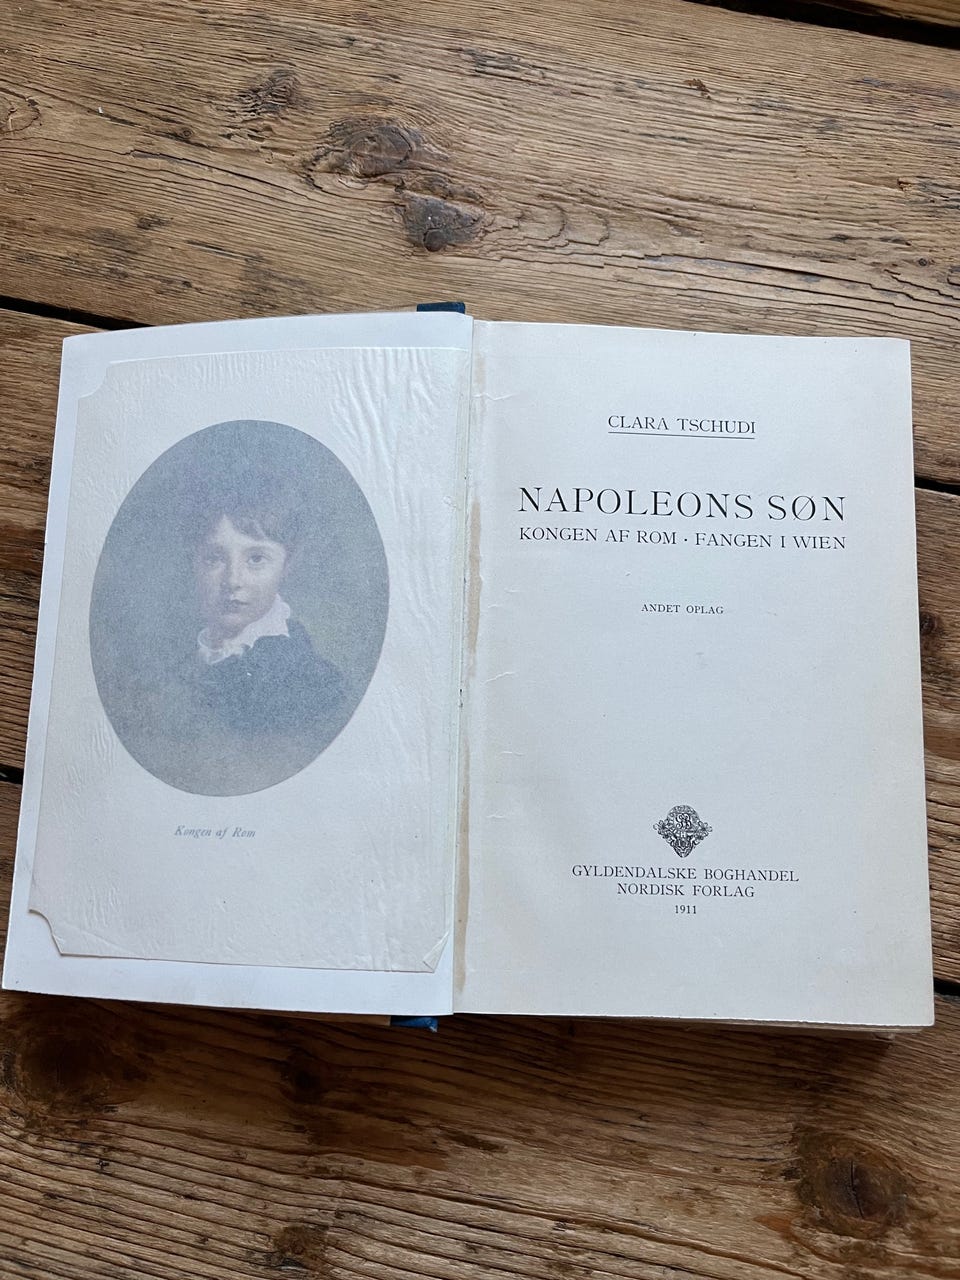 Kongen af Rom
CLARA TSCHUDI
NAPOLEONS SØN
KONGEN AF ROM · FANGEN I WIEN
ANDET OPLAG
GYLDENDALSKE BOGHANDEL
NORDISK FORLAG
1911